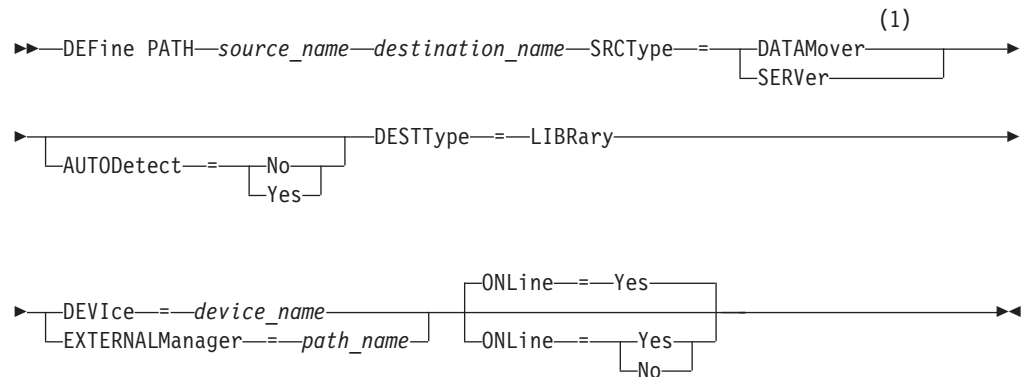 (1)
DEFine PATH source_name destination_name SRCType = DATAMover
SERVer
DESTType = LIBRary
AUTODetect = No
Yes
ONLine = Yes
DEVIce = device_name
EXTERNALManager = path_name ONLine = Yes
No